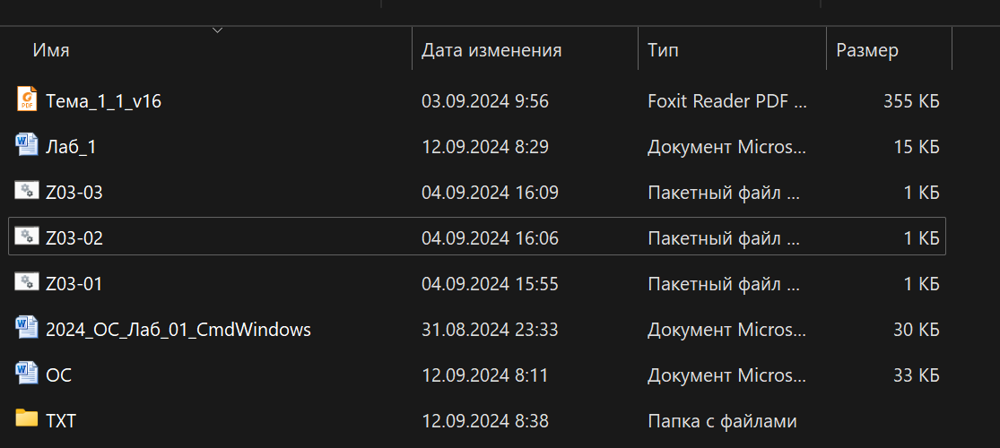 Имя Дата изменения Тип Размер
PDF Тема_1_1_v16 03.09.2024 9:56 Foxit Reader PDF ... 355 КБ
Лаб_1 12.09.2024 8:29 Документ Micros... 15 КБ
Z03-03 04.09.2024 16:09 Пакетный файл ... 1 КБ
Z03-02 04.09.2024 16:06 Пакетный файл ... 1 КБ
Z03-01 04.09.2024 15:55 Пакетный файл ... 1 КБ
2024_ОС_Лаб_01_CmdWindows 31.08.2024 23:33 Документ Micros... 30 КБ
ОС 12.09.2024 8:11 Документ Micros... 33 КБ
TXT 12.09.2024 8:38 Папка с файлами